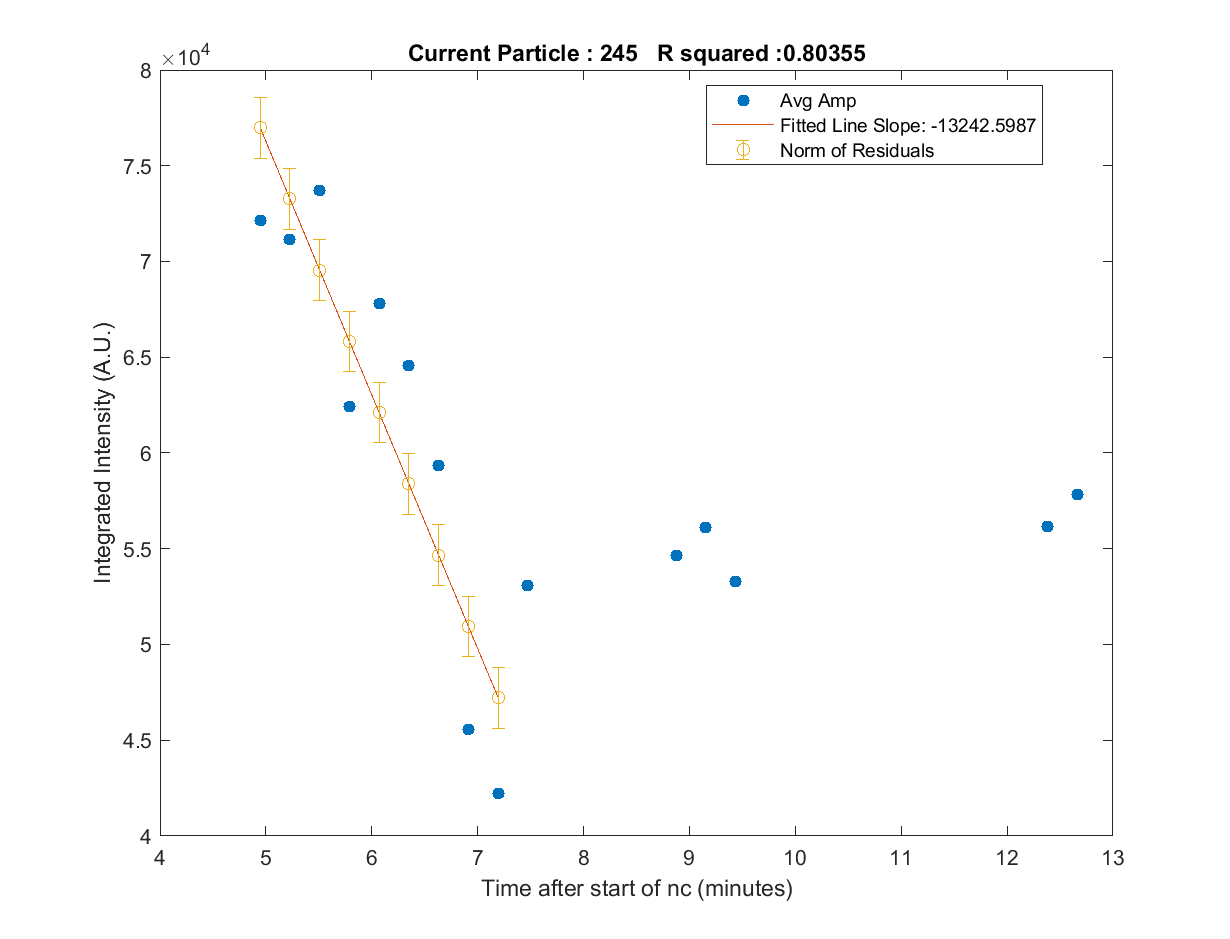 Current Particle : 245 R squared :0.80355
×10^4
8
7.5
7
6.5
6
5.5
5
4.5
4
Integrated Intensity (A.U.)
Avg Amp
Fitted Line Slope: -13242.5987
Norm of Residuals
4 5 6 7 8 9 10 11 12 13
Time after start of nc (minutes)